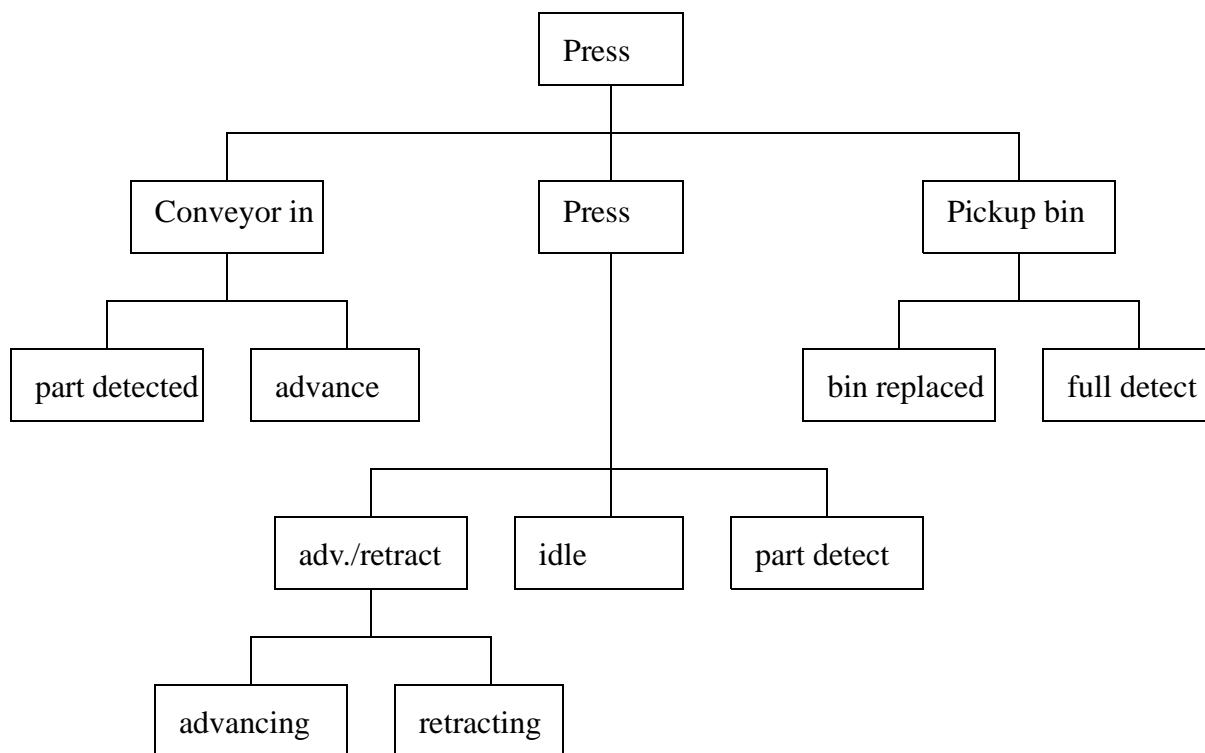 Press
Conveyor in
Press
Pickup bin
part detected
advance
bin replaced
full detect
adv./retract
idle
part detect
advancing
retracting